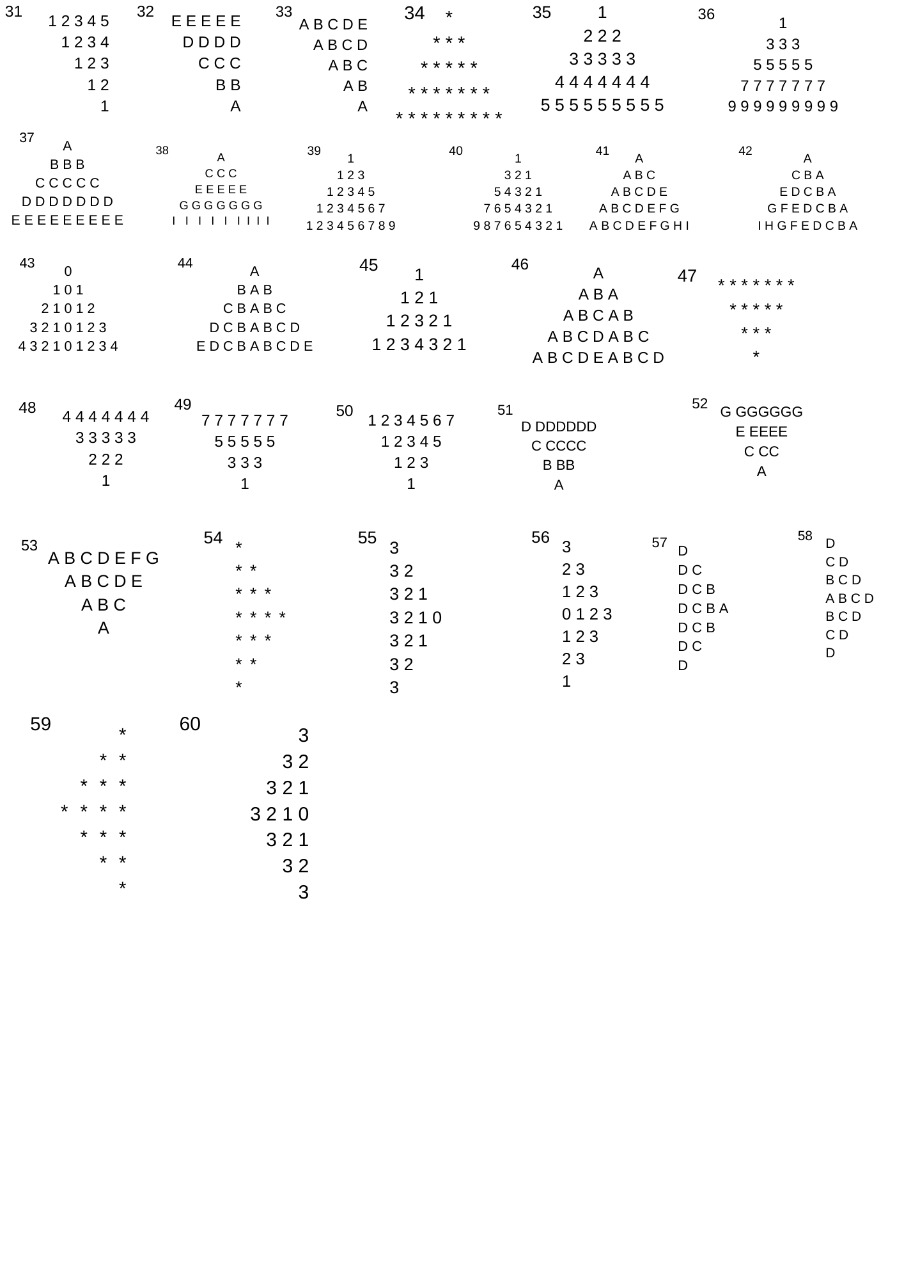 31
1 2 3 4 5
1 2 3 4
1 2 3
1 2
1
32
E E E E E
D D D D
C C C
B B
A
33
A B C D E
A B C D
A B C
A B
A
34
*
* * *
* * * * *
* * * * * * *
* * * * * * * * *
35
1
2 2 2
3 3 3 3 3
4 4 4 4 4 4 4
5 5 5 5 5 5 5 5 5 5
36
1
3 3 3
5 5 5 5 5
7 7 7 7 7 7 7
9 9 9 9 9 9 9 9 9
37
A
B B B
C C C C C
D D D D D D D
E E E E E E E E E
38
A
C C C
E E E E E
G G G G G G G
I I I I I I I I I
39
1
1 2 3
1 2 3 4 5
1 2 3 4 5 6 7
1 2 3 4 5 6 7 8 9
40
1
3 2 1
5 4 3 2 1
7 6 5 4 3 2 1
9 8 7 6 5 4 3 2 1
41
A
A B C
A B C D E
A B C D E F G
A B C D E F G H I
42
A
C B A
E D C B A
G F E D C B A
I H G F E D C B A
43
0
1 0 1
2 1 0 1 2
3 2 1 0 1 2 3
4 3 2 1 0 1 2 3 4
44
A
B A B
C B A B C
D C B A B C D
E D C B A B C D E
45
1
1 2 1
1 2 3 2 1
1 2 3 4 3 2 1
46
A
A B A
A B C A B
A B C D A B C
A B C D E A B C D
47
* * * * * * *
* * * * *
* * *
*
48
4 4 4 4 4 4 4
3 3 3 3 3
2 2 2
1
49
7 7 7 7 7 7 7
5 5 5 5 5
3 3 3
1
50
1 2 3 4 5 6 7
1 2 3 4 5
1 2 3
1
51
D DDDDDD
C CCCC
B BB
A
52
G GGGGGG
E EEEE
C CC
A
53
A B C D E F G
A B C D E
A B C
A
54
*
* *
* * *
* * * *
* * *
* *
*
55
3
3 2
3 2 1
3 2 1 0
3 2 1
3 2
3
56
3
2 3
1 2 3
0 1 2 3
1 2 3
2 3
1
57
D
D C
D C B
D C B A
D C B
D C
D
58
D
C D
B C D
A B C D
B C D
C D
D
59
*
* *
* * *
* * * *
* * *
* *
*
60
3
3 2
3 2 1
3 2 1 0
3 2 1
3 2
3